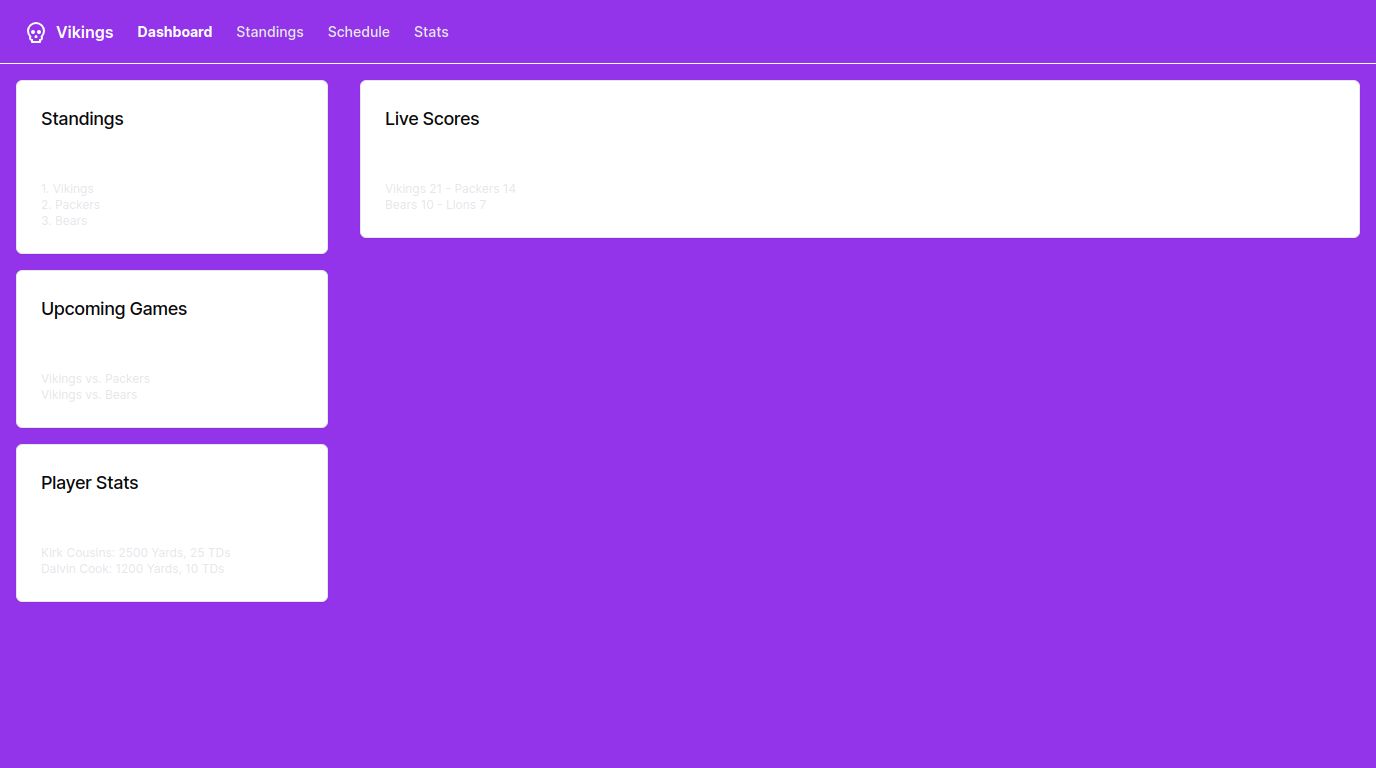 Vikings Dashboard Standings Schedule Stats
Standings
1. Vikings
2. Packers
3. Bears
Live Scores
Vikings 21 - Packers 14
Bears 10 - Lions 7
Upcoming Games
Vikings vs. Packers
Vikings vs. Bears
Player Stats
Kirk Cousins: 2500 Yards, 25 TDs
Dalvin Cook: 1200 Yards, 10 TDs